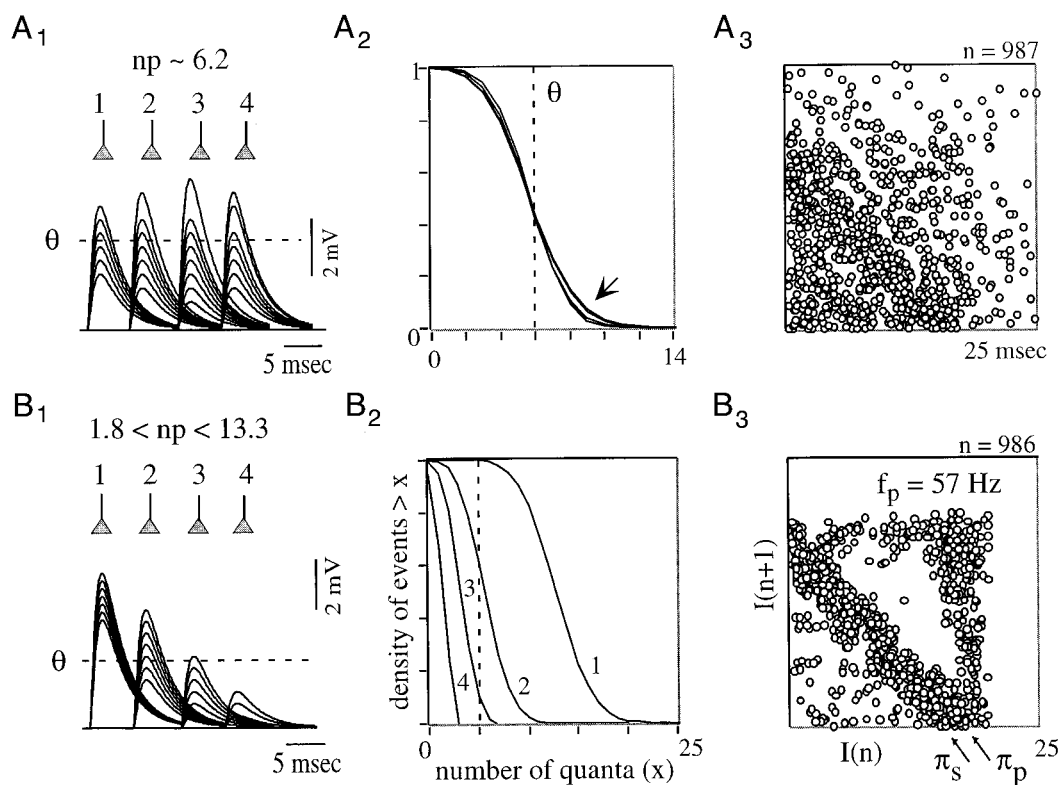 A1
np ~ 6.2
1 2 3 4
θ
2 mV
5 msec
A2
1
θ
0
0 14
A3
n = 987
25 msec
B1
1.8 < np < 13.3
1 2 3 4
2 mV
θ
5 msec
B2
density of events > x
3
4
2
1
0 25
number of quanta (x)
B3
n = 986
fp = 57 Hz
I(n+1)
I(n)
πs
πp
25